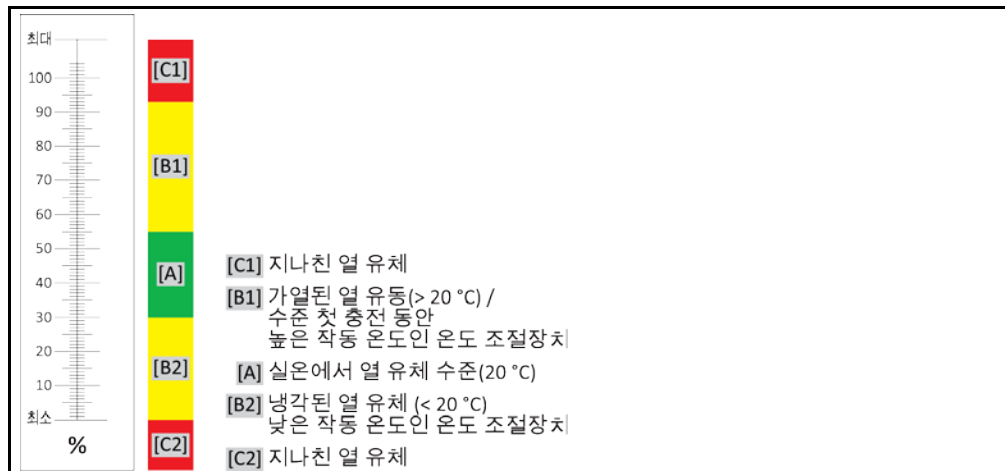 최대
100
90
80
70
60
50
40
30
20
10
최소
%
[C1]
[B1]
[A]
[B2]
[C2]
[C1] 지나친 열 유체
[B1] 가열된 열 유동(> 20 °C) /
수준 첫 충전 동안
높은 작동 온도인 온도 조절장치
[A] 실온에서 열 유체 수준(20 °C)
[B2] 냉각된 열 유체 (< 20 °C)
낮은 작동 온도인 온도 조절장치
[C2] 지나친 열 유체